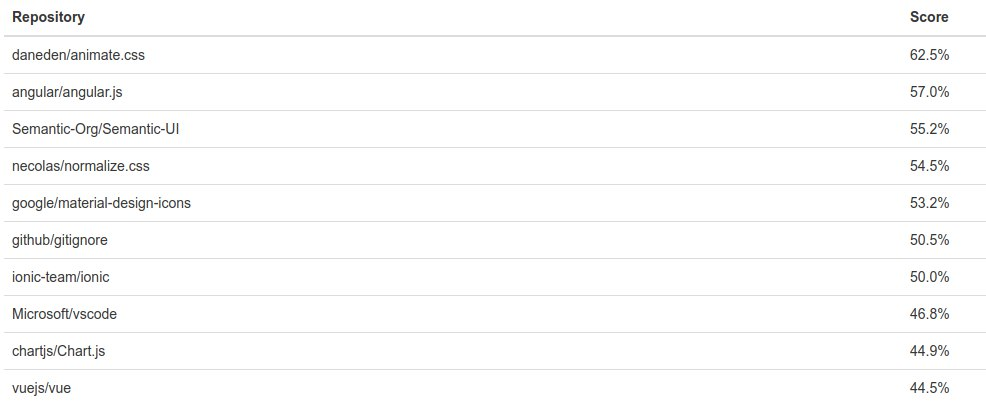 Repository Score
daneden/animate.css 62.5%
angular/angular.js 57.0%
Semantic-Org/Semantic-UI 55.2%
necolas/normalize.css 54.5%
google/material-design-icons 53.2%
github/gitignore 50.5%
ionic-team/ionic 50.0%
Microsoft/vscode 46.8%
chartjs/Chart.js 44.9%
vuejs/vue 44.5%